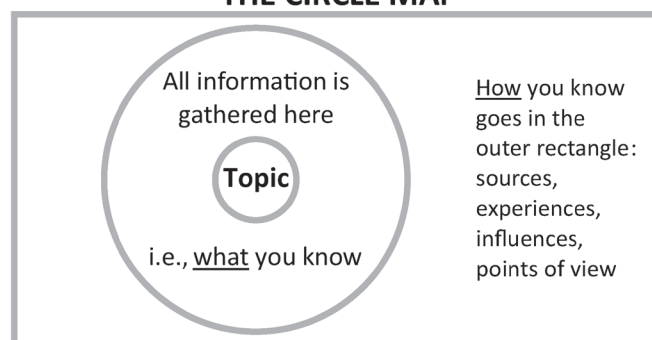 THE CIRCLE MAP
All information is
gathered here
Topic
i.e., what you know
How you know
goes in the
outer rectangle:
sources,
experiences,
influences,
points of view